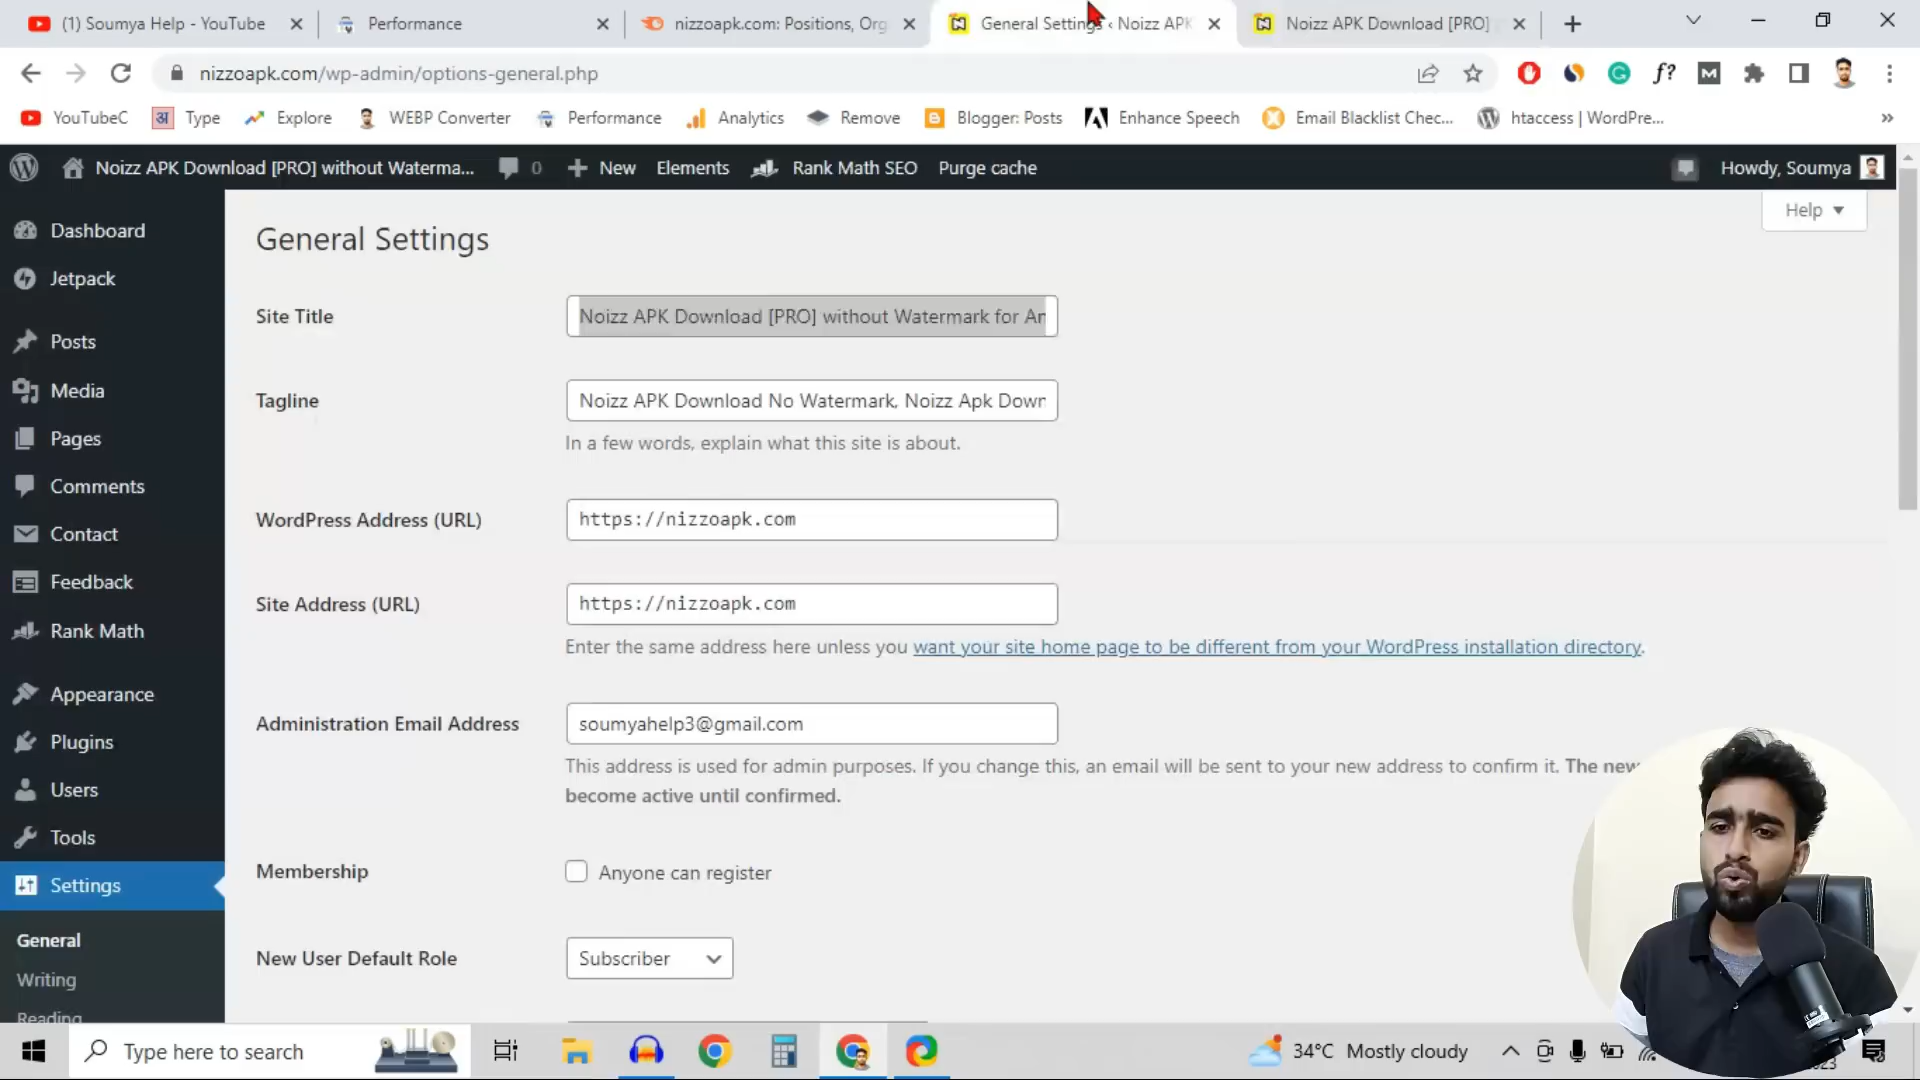 (1) Soumya Help - YouTube
Performance
nizzoapk.com: Positions, Org
General Settings ‹ Noizz APK
Noizz APK Download [PRO]
nizzoapk.com/wp-admin/options-general.php
YouTubeC
अ Type
Explore
WEBP Converter
Performance
Analytics
Remove
Blogger: Posts
Enhance Speech
Email Blacklist Chec...
htaccess | WordPre...
»
Noizz APK Download [PRO] without Waterma...
0
New
Elements
Rank Math SEO
Purge cache
Howdy, Soumya
Help
Dashboard
Jetpack
Posts
Media
Pages
Comments
Contact
Feedback
Rank Math
Appearance
Plugins
Users
Tools
Settings
General
Writing
Reading
General Settings
Site Title
Noizz APK Download [PRO] without Watermark for An
Tagline
Noizz APK Download No Watermark, Noizz Apk Down
In a few words, explain what this site is about.
WordPress Address (URL)
https://nizzoapk.com
Site Address (URL)
https://nizzoapk.com
Enter the same address here unless you want your site home page to be different from your WordPress installation directory.
Administration Email Address
soumyahelp3@gmail.com
This address is used for admin purposes. If you change this, an email will be sent to your new address to confirm it. The new
become active until confirmed.
Membership
Anyone can register
New User Default Role
Subscriber
Type here to search
34°C Mostly cloudy